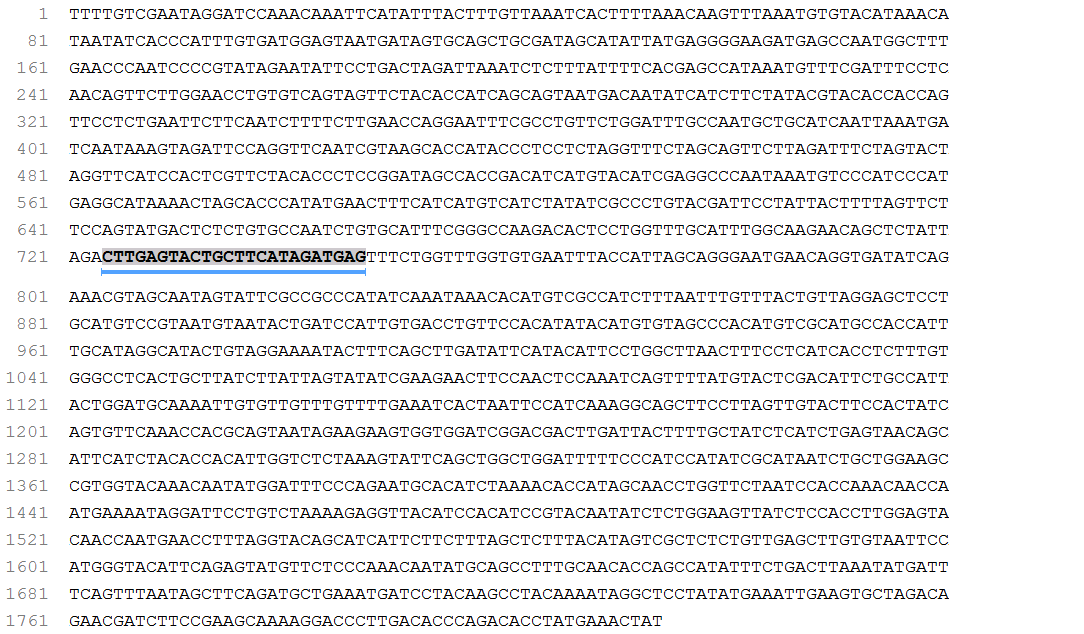 1 TTTTGTCGAATAGGATCCAAACAAATTCATATTTACTTTGTTAAATCACTTTTAAACAAGTTTAAATGTGTACATAAACA
81 TAATATCACCCATTTGTGATGGAGTAATGATAGTGCAGCTGCGATAGCATATTATGAGGGGAAGATGAGCCAATGGCTTT
161 GAACCCAATCCCCGTATAGAATATTCCTGACTAGATTAAATCTCTTTATTTTCACGAGCCATAAATGTTTCGATTTCCTC
241 AACAGTTCTTGGAACCTGTGTCAGTAGTTCTACACCATCAGCAGTAATGACAATATCATCTTCTATACGTACACCACCAG
321 TTCCTCTGAATTCTTCAATCTTTTCTTGAACCAGGAATTTCGCCTGTTCTGGATTTGCCAATGCTGCATCAATTAAATGA
401 TCAATAAAGTAGATTCCAGGTTCAATCGTAAGCACCATACCCTCCTCTAGGTTTCTAGCAGTTCTTAGATTTCTAGTACT
481 AGGTTCATCCACTCGTTCTACACCCTCCGGATAGCCACCGACATCATGTACATCGAGGCCCAATAAATGTCCCATCCCAT
561 GAGGCATAAAACTAGCACCCATATGAACTTTCATCATGTCATCTATATCGCCCTGTACGATTCCTATTACTTTTAGTTCT
641 TCCAGTATGACTCTCTGTGCCAATCTGTGCATTTCGGGCCAAGACACTCCTGGTTTGCATTTGGCAAGAACAGCTCTATT
721 AGACTTGAGTACTGCTTCATAGATGAGTTTCTGGTTTGGTGTGAATTTACCATTAGCAGGGAATGAACAGGTGATATCAG
801 AAACGTAGCAATAGTATTCGCCGCCCATATCAAATAAACACATGTCGCCATCTTTAATTTGTTTACTGTTAGGAGCTCCT
881 GCATGTCCGTAATGTAATACTGATCCATTGTGACCTGTTCCACATATACATGTGTAGCCCACATGTCGCATGCCACCATT
961 TGCATAGGCATACTGTAGGAAAATACTTTCAGCTTGATATTCATACATTCCTGGCTTAACTTTCCTCATCACCTCTTTGT
1041 GGGCCTCACTGCTTATCTTATTAGTATATCGAAGAACTTCCAACTCCAAATCAGTTTTATGTACTCGACATTCTGCCATT
1121 ACTGGATGCAAAATTGTGTTGTTTGTTTTGAAATCACTAATTCCATCAAAGGCAGCTTCCTTAGTTGTACTTCCACTATC
1201 AGTGTTCAAACCACGCAGTAATAGAAGAAGTGGTGGATCGGACGACTTGATTACTTTTGCTATCTCATCTGAGTAACAGC
1281 ATTCATCTACACCACATTGGTCTCTAAAGTATTCAGCTGGCTGGATTTTTCCCATCCATATCGCATAATCTGCTGGAAGC
1361 CGTGGTACAAACAATATGGATTTCCCAGAATGCACATCTAAAACACCATAGCAACCTGGTTCTAATCCACCAAACAACCA
1441 ATGAAAATAGGATTCCTGTCTAAAAGAGGTTACATCCACATCCGTACAATATCTCTGGAAGTTATCTCCACCTTGGAGTA
1521 CAACCAATGAACCTTTAGGTACAGCATCATTCTTCTTTAGCTCTTTACATAGTCGCTCTCTGTTGAGCTTGTGTAATTCC
1601 ATGGGTACATTCAGAGTATGTTCTCCCAAACAATATGCAGCCTTTGCAACACCAGCCATATTTCTGACTTAAATATGATT
1681 TCAGTTTAATAGCTTCAGATGCTGAAATGATCCTACAAGCCTACAAAATAGGCTCCTATATGAAATTGAAGTGCTAGACA
1761 GAACGATCTTCCGAAGCAAAAGGACCCTTGACACCCAGACACCTATGAAACTAT